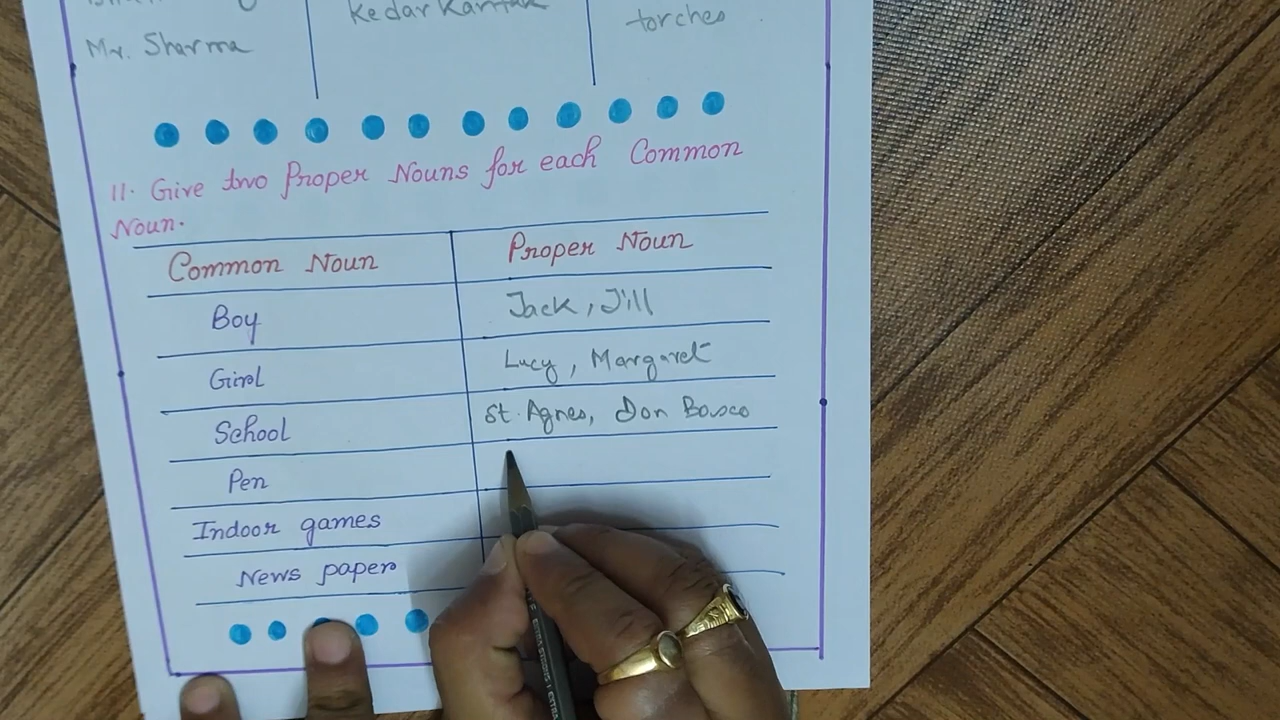 Kedarkantak
Mr. Sharma
torches
11. Give two Proper Nouns for each Common
Noun.
Common Noun Proper Noun
Boy Jack, Jill
Girl Lucy, Margaret
School St. Agnes, Don Bosco
Pen
Indoor games
News paper